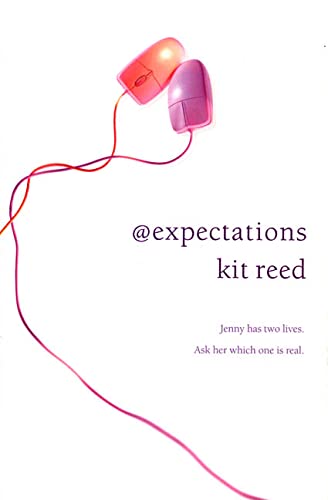 @expectations
kit reed
Jenny has two lives.
Ask her which one is real.